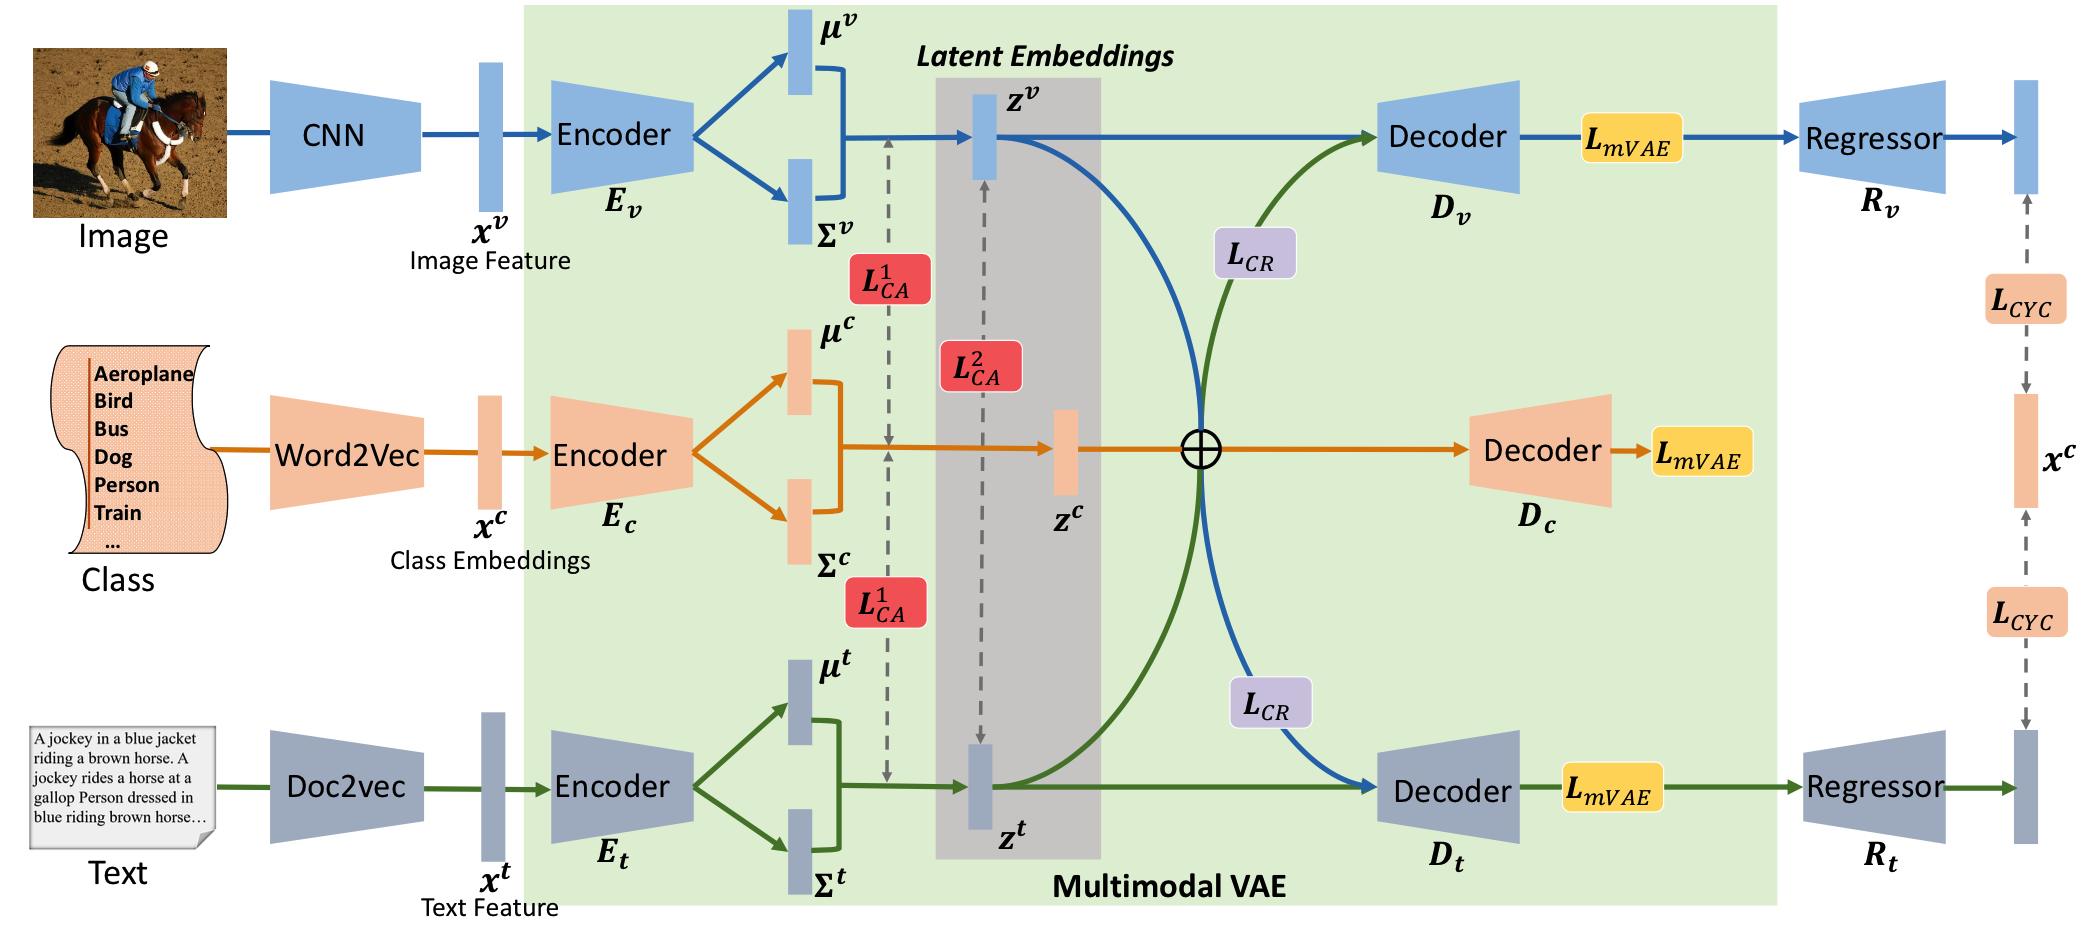 Latent Embeddings
Image
CNN
x^v
Image Feature
Encoder
E_v
μ^v
Σ^v
z^v
L_CR
Decoder
D_v
L_mVAE
Regressor
R_v
L^1_CA
L^2_CA
L_CYC
Aeroplane
Bird
Bus
Dog
Person
Train
...
Class
Word2Vec
x^c
Class Embeddings
Encoder
E_c
μ^c
Σ^c
z^c
Decoder
D_c
L_mVAE
x^c
L^1_CA
L_CYC
A jockey in a blue jacket
riding a brown horse. A
jockey rides a horse at a
gallop Person dressed in
blue riding brown horse…
Text
Doc2vec
x^t
Text Feature
Encoder
E_t
μ^t
Σ^t
z^t
L_CR
Decoder
D_t
L_mVAE
Regressor
R_t
Multimodal VAE